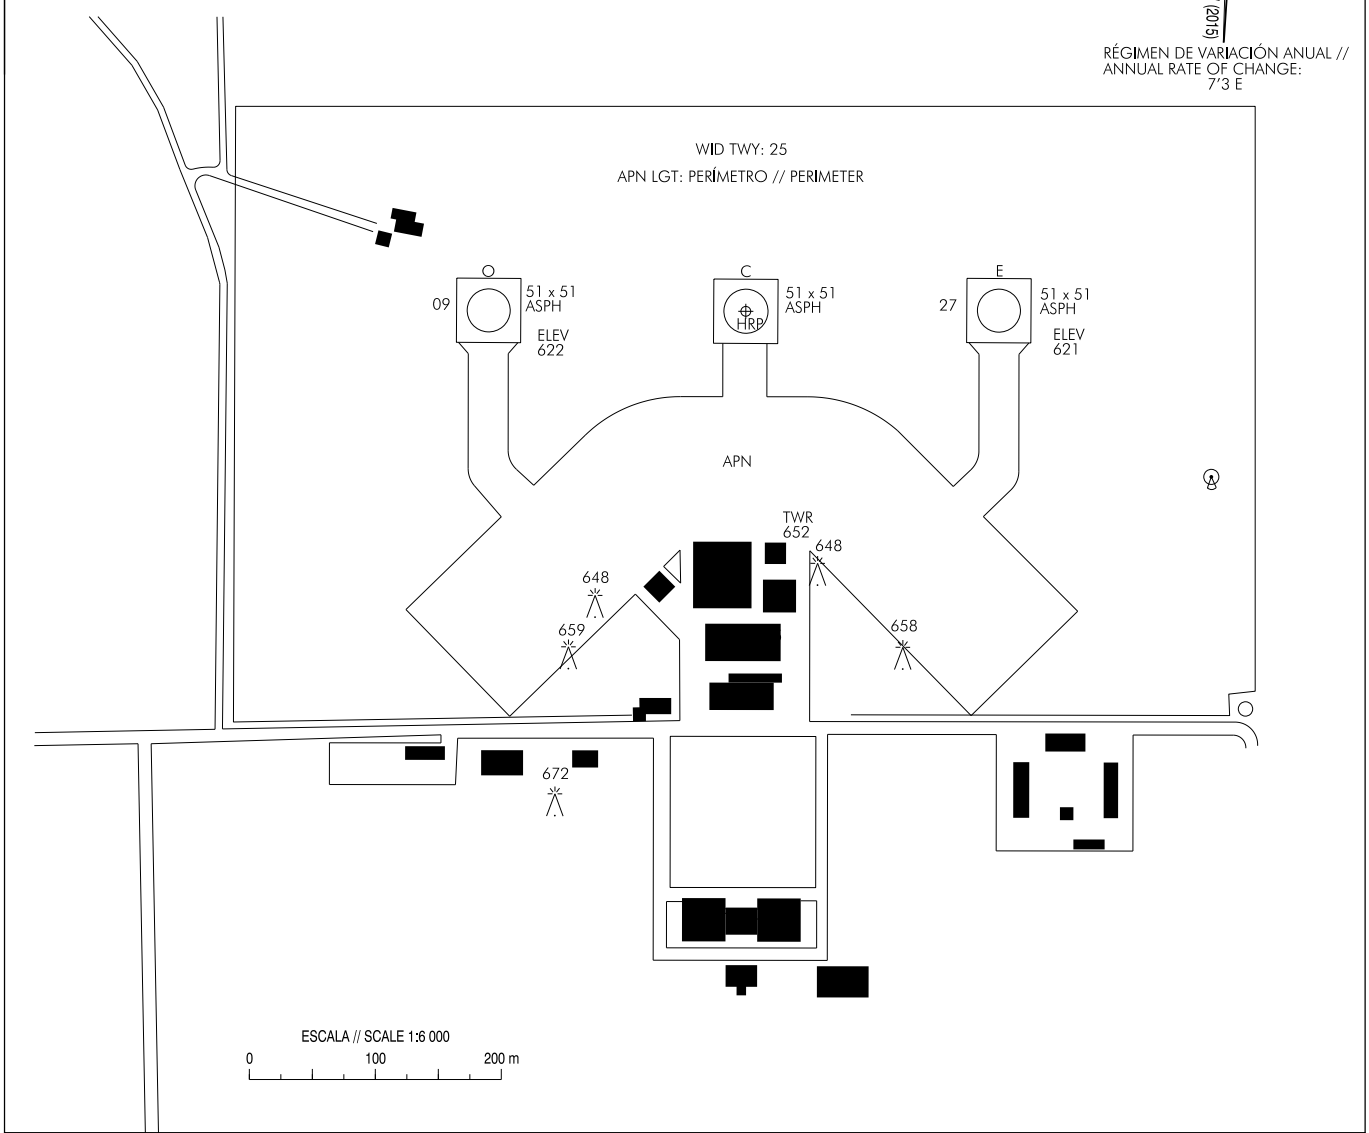 (2015)
RÉGIMEN DE VARIACIÓN ANUAL //
ANNUAL RATE OF CHANGE:
7'3 E
WID TWY: 25
APN LGT: PERÍMETRO // PERIMETER
O
C
E
09
51 x 51
ASPH
ELEV
622
HRP
51 x 51
ASPH
27
51 x 51
ASPH
ELEV
621
APN
TWR
652
648
648
659
658
672
ESCALA // SCALE 1:6 000
0
100
200 m